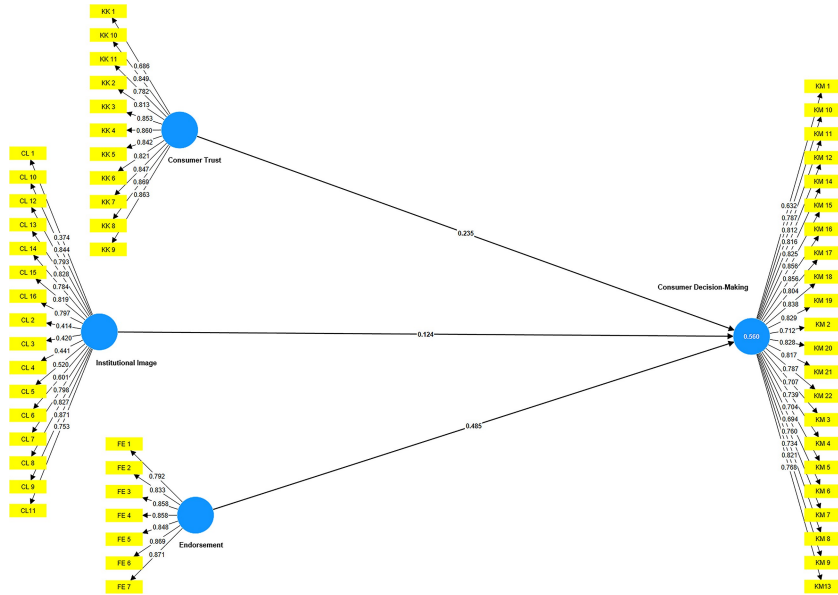 KK 1
KK 10
KK 11
KK 2
KK 3
KK 4
KK 5
KK 6
KK 7
KK 8
KK 9
0.686
0.849
0.782
0.813
0.853
0.860
0.842
0.821
0.847
0.869
0.863
Consumer Trust
CL 1
CL 10
CL 12
CL 13
CL 14
CL 15
CL 16
CL 2
CL 3
CL 4
CL 5
CL 6
CL 7
CL 8
CL 9
CL11
0.374
0.844
0.793
0.828
0.784
0.819
0.797
0.414
0.420
0.441
0.520
0.601
0.798
0.827
0.871
0.753
Institutional Image
FE 1
FE 2
FE 3
FE 4
FE 5
FE 6
FE 7
0.792
0.833
0.858
0.858
0.848
0.869
0.871
Endorsement
0.235
0.124
0.485
Consumer Decision-Making
0.560
0.632
0.787
0.812
0.816
0.825
0.856
0.856
0.804
0.838
0.829
0.712
0.828
0.817
0.787
0.707
0.739
0.704
0.694
0.760
0.734
0.821
0.768
KM 1
KM 10
KM 11
KM 12
KM 14
KM 15
KM 16
KM 17
KM 18
KM 19
KM 2
KM 20
KM 21
KM 22
KM 3
KM 4
KM 5
KM 6
KM 7
KM 8
KM 9
KM13